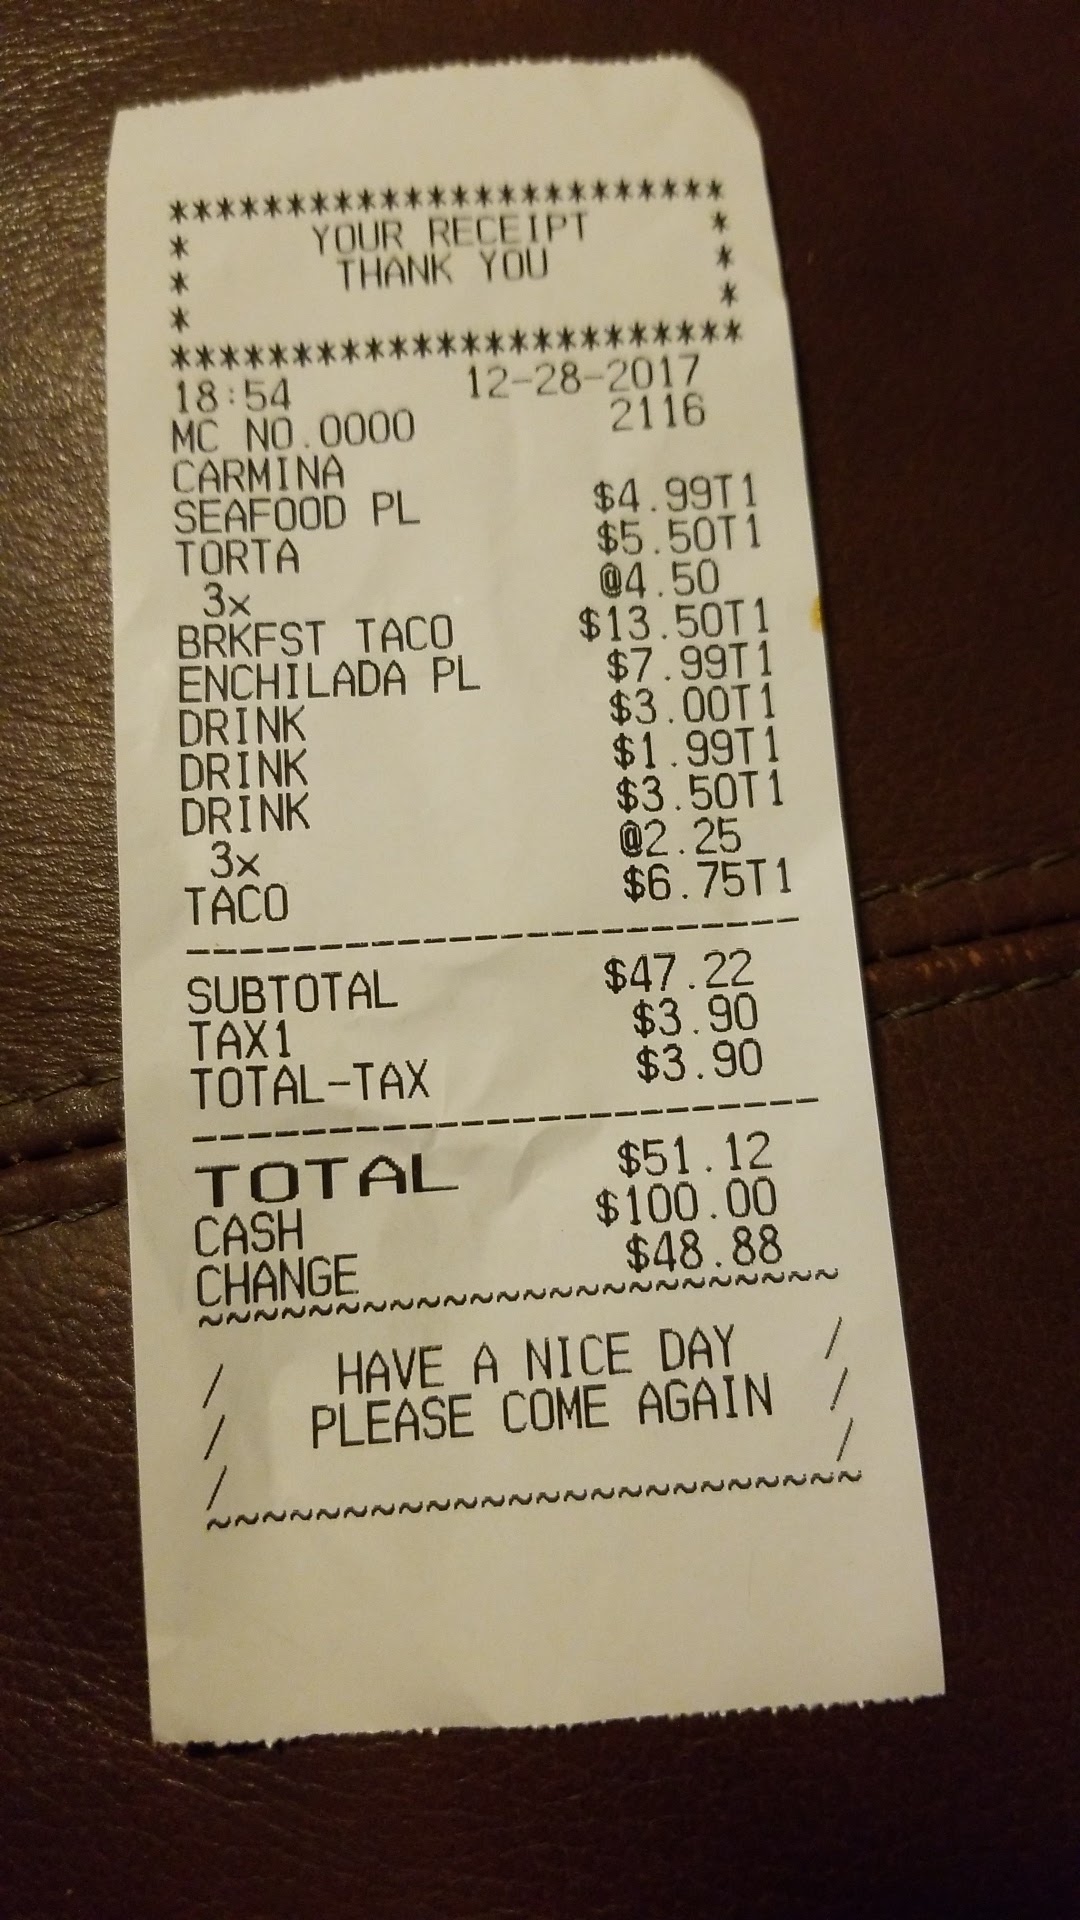 ************************
* YOUR RECEIPT *
* THANK YOU *
* *
************************
18:54 12-28-2017
MC NO.0000 2116
CARMINA
SEAFOOD PL $4.99T1
TORTA $5.50T1
3x @4.50
BRKFST TACO $13.50T1
ENCHILADA PL $7.99T1
DRINK $3.00T1
DRINK $1.99T1
DRINK $3.50T1
3x @2.25
TACO $6.75T1
--------------------------
SUBTOTAL $47.22
TAX1 $3.90
TOTAL-TAX $3.90
--------------------------
TOTAL $51.12
CASH $100.00
CHANGE $48.88
~~~~~~~~~~~~~~~~~~~~~~~~
/ HAVE A NICE DAY /
/ PLEASE COME AGAIN /
/ /
~~~~~~~~~~~~~~~~~~~~~~~~